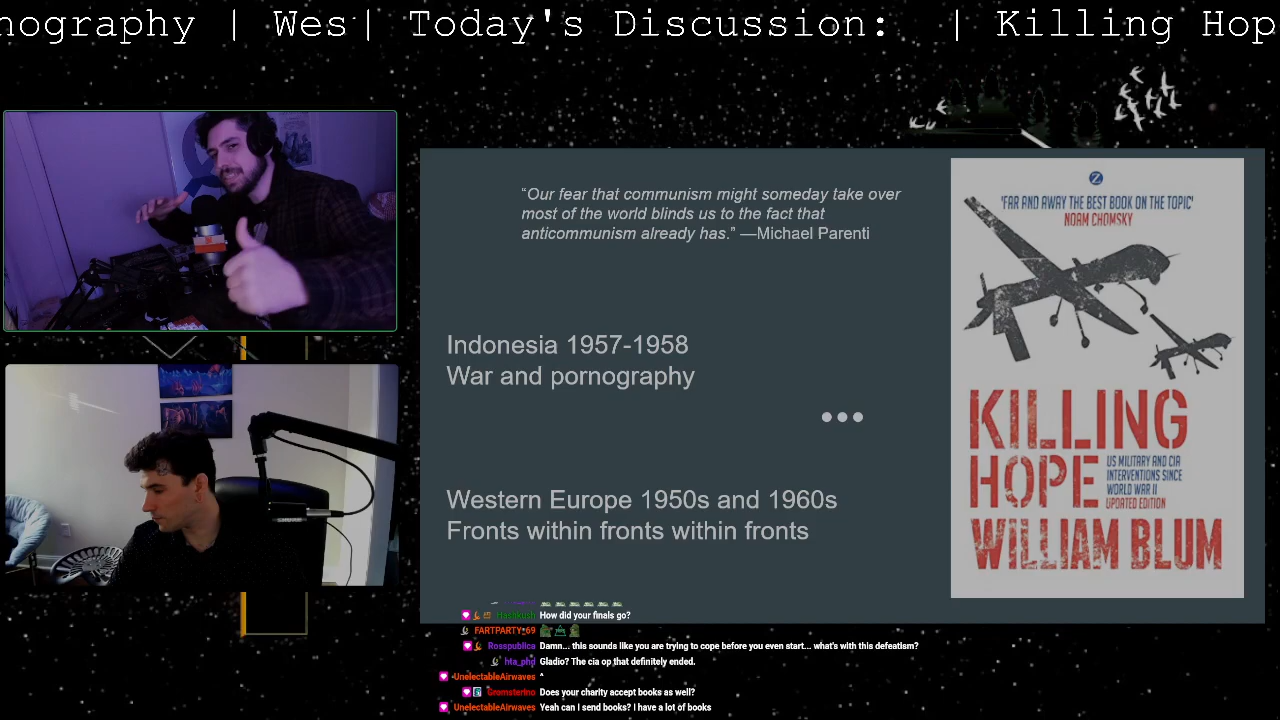 nography | Wes| Today's Discussion:  | Killing Hop
"Our fear that communism might someday take over
most of the world blinds us to the fact that
anticommunism already has." —Michael Parenti
Indonesia 1957-1958
War and pornography
Western Europe 1950s and 1960s
Fronts within fronts within fronts
Z
'FAR AND AWAY THE BEST BOOK ON THE TOPIC'
NOAM CHOMSKY
KILLING
HOPE
US MILITARY AND CIA
INTERVENTIONS SINCE
WORLD WAR II
UPDATED EDITION
WILLIAM BLUM
How did your finals go?
FARTPARTY_69
Rosspublica Damn... this sounds like you are trying to cope before you even start... what's with this defeatism?
hta_phd Gladio? The cia op that definitely ended.
UnelectableAirwaves ^
Gromsterino Does your charity accept books as well?
UnelectableAirwaves Yeah can I send books? I have a lot of books